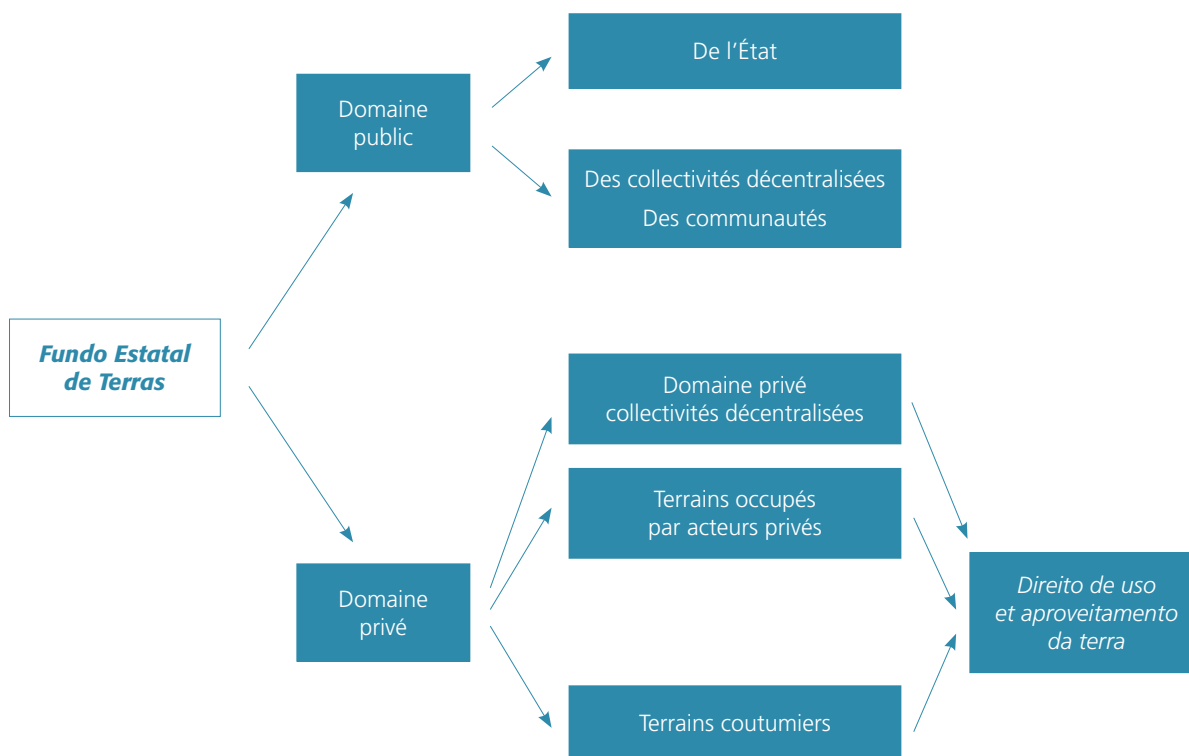 De l’État
Domaine
public
Des collectivités décentralisées
Des communautés
Fundo Estatal
de Terras
Domaine privé
collectivités décentralisées
Terrains occupés
par acteurs privés
Domaine
privé
Direito de uso
et aproveitamento
da terra
Terrains coutumiers